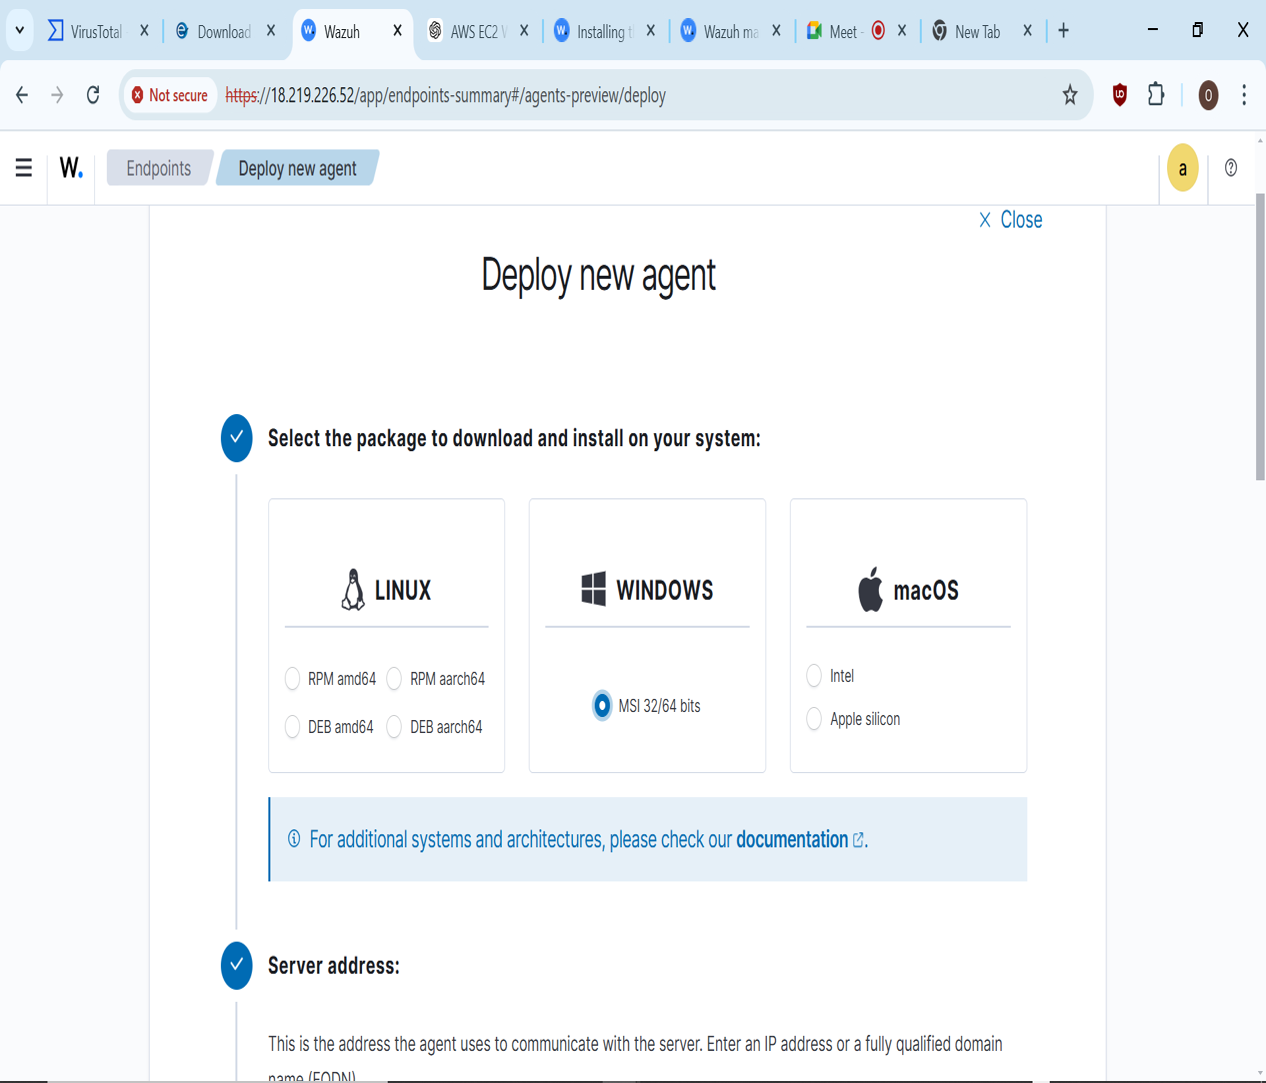 VirusTotal
Download
Wazuh
AWS EC2
Installing
Wazuh ma
Meet -
New Tab
Not secure
https://18.219.226.52/app/endpoints-summary#/agents-preview/deploy
O
W.
Endpoints
Deploy new agent
a
Close
Deploy new agent
Select the package to download and install on your system:
LINUX
WINDOWS
macOS
RPM amd64
RPM aarch64
DEB amd64
DEB aarch64
MSI 32/64 bits
Intel
Apple silicon
For additional systems and architectures, please check our documentation.
Server address:
This is the address the agent uses to communicate with the server. Enter an IP address or a fully qualified domain
name (FQDN).